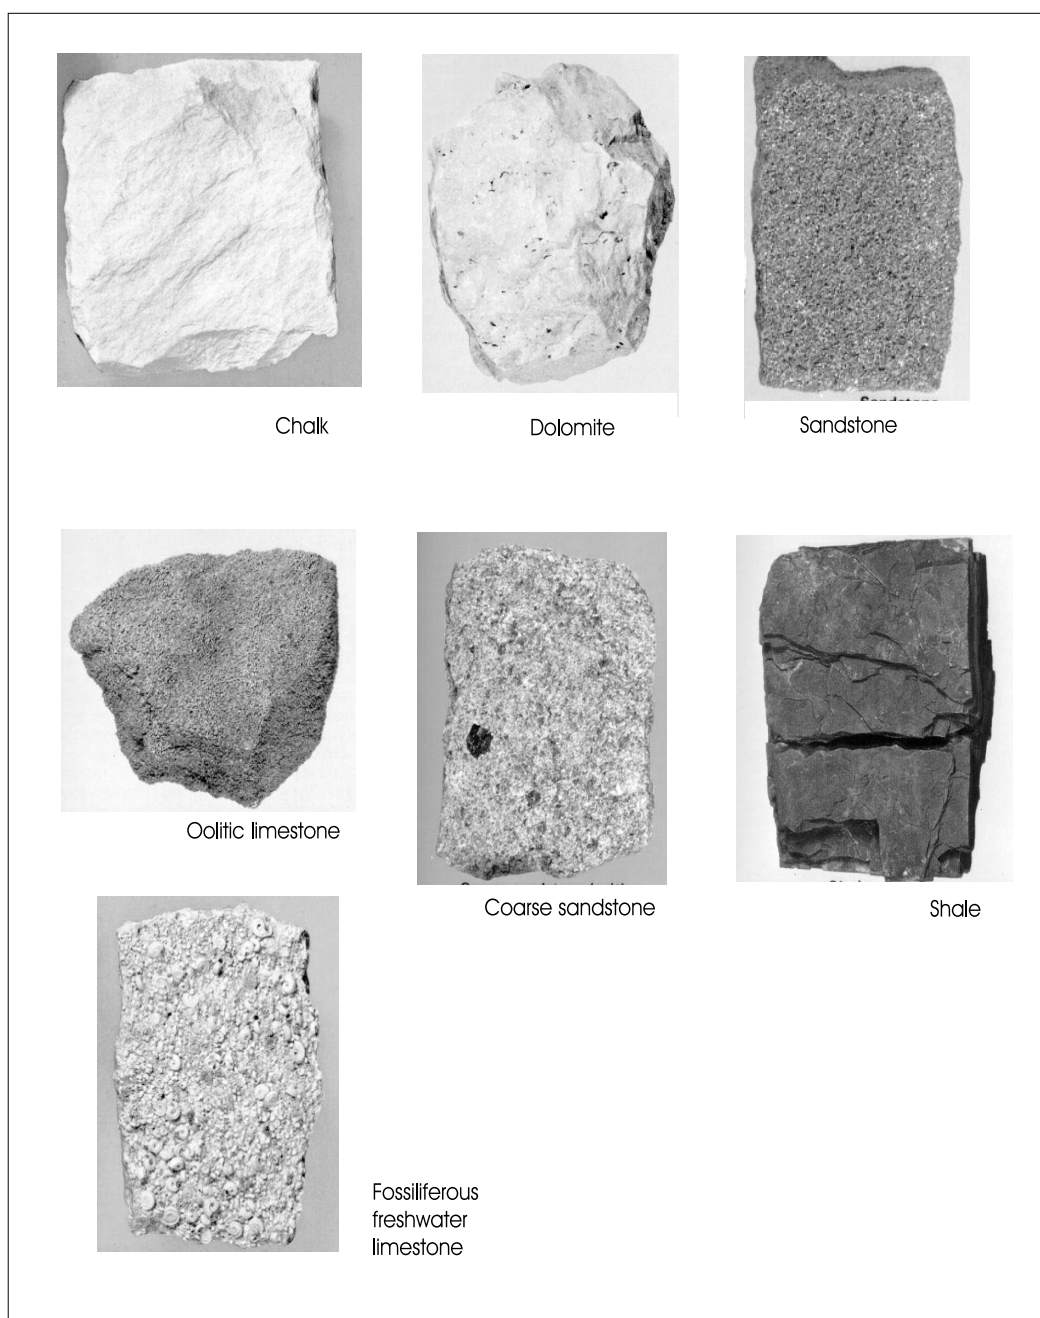 Chalk
Dolomite
Sandstone
Oolitic limestone
Coarse sandstone
Shale
Fossiliferous
freshwater
limestone